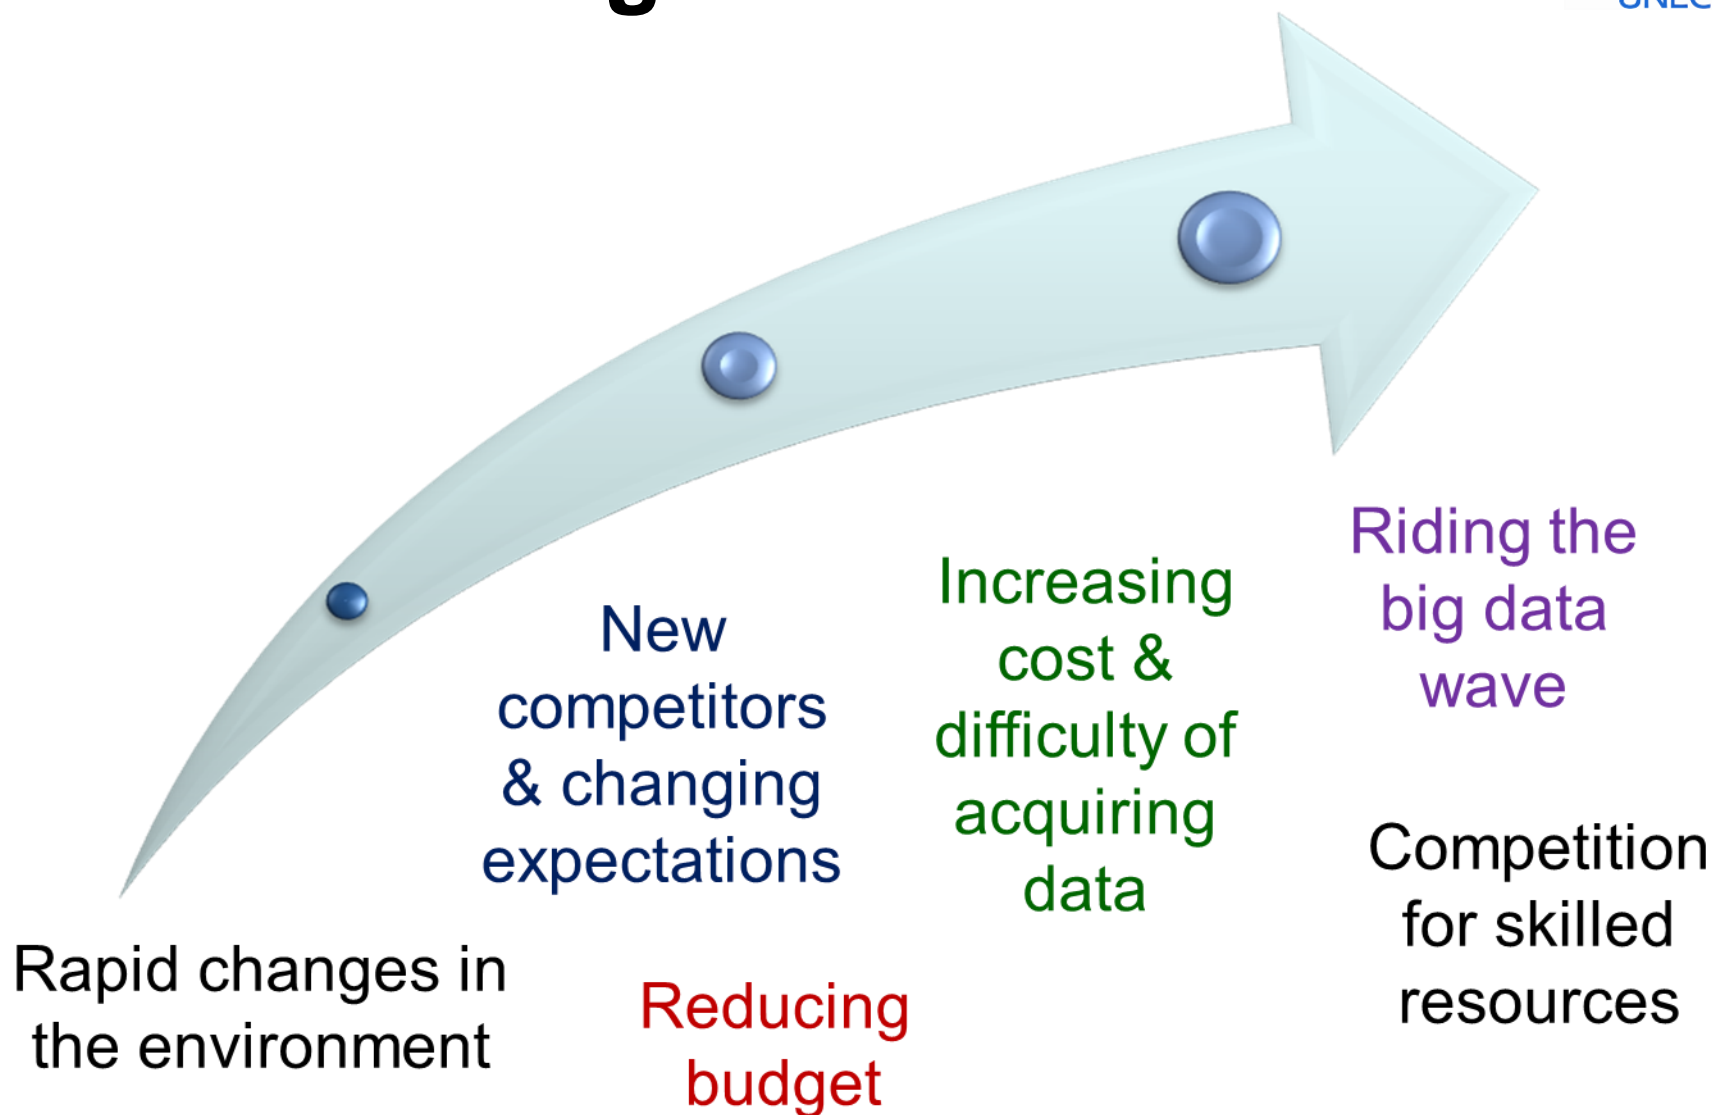 Rapid changes in
the environment
New
competitors
& changing
expectations
Reducing
budget
Increasing
cost &
difficulty of
acquiring
data
Riding the
big data
wave
Competition
for skilled
resources